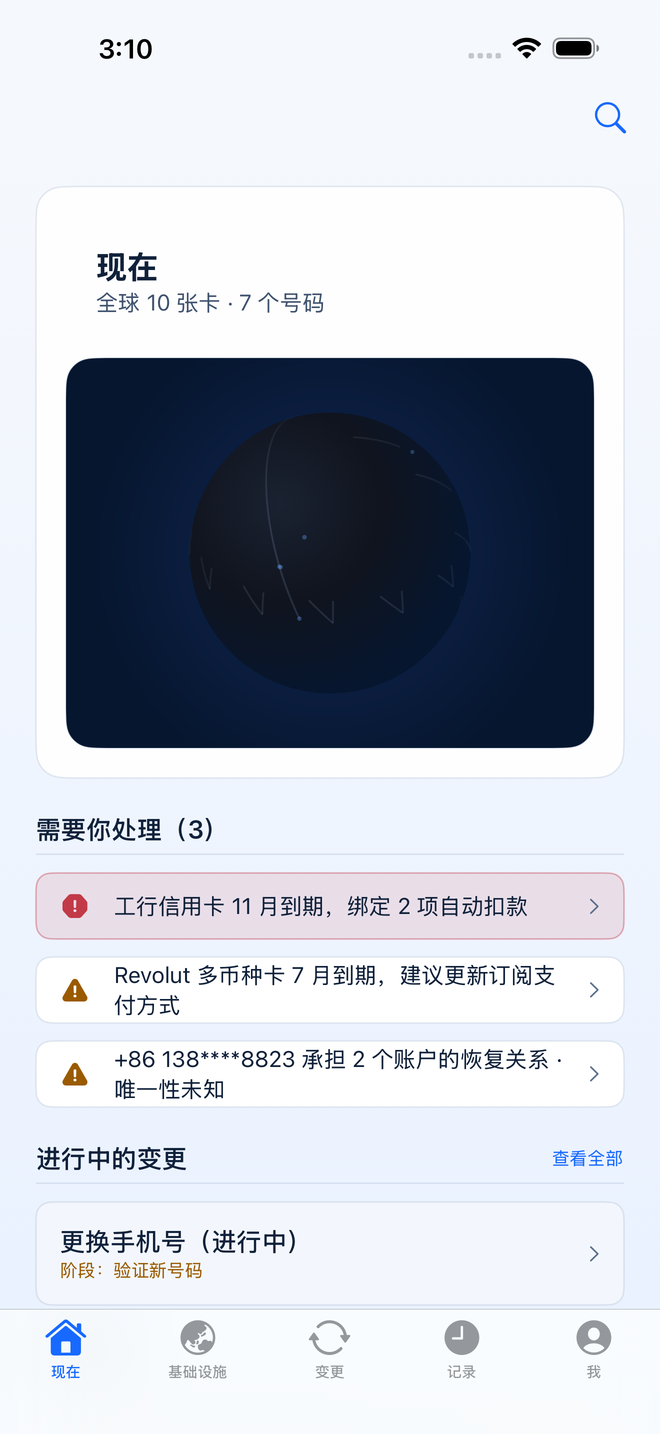 3:10
现在
全球 10 张卡 · 7 个号码
需要你处理（3）
工行信用卡 11 月到期，绑定 2 项自动扣款
Revolut 多币种卡 7 月到期，建议更新订阅支
付方式
+86 138****8823 承担 2 个账户的恢复关系 ·
唯一性未知
进行中的变更
查看全部
更换手机号（进行中）
阶段：验证新号码
现在
基础设施
变更
记录
我